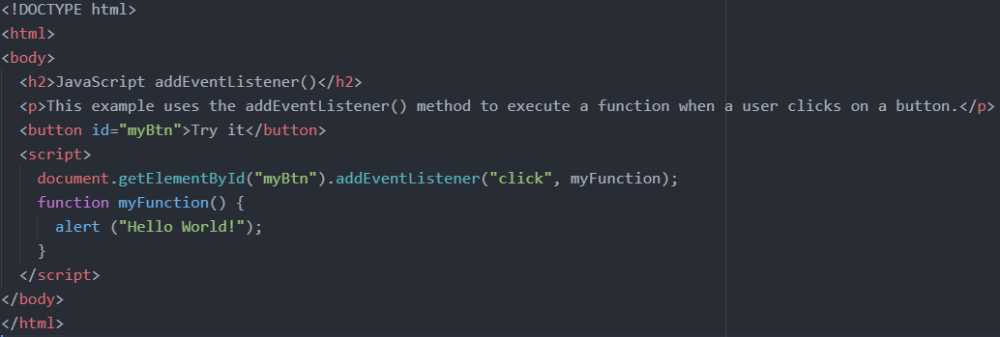 <!DOCTYPE html>
<html>
<body>
  <h2>JavaScript addEventListener()</h2>
  <p>This example uses the addEventListener() method to execute a function when a user clicks on a button.</p>
  <button id="myBtn">Try it</button>
  <script>
    document.getElementById("myBtn").addEventListener("click", myFunction);
    function myFunction() {
      alert ("Hello World!");
    }
  </script>
</body>
</html>